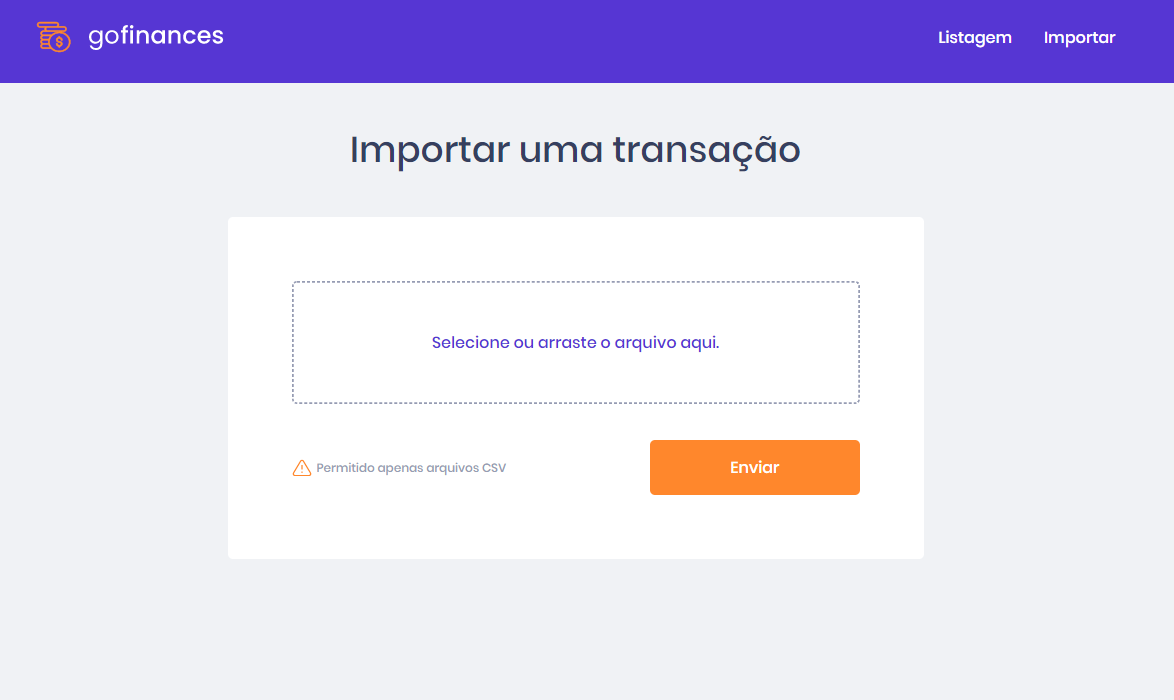 gofinances
Listagem
Importar
Importar uma transação
Selecione ou arraste o arquivo aqui.
Permitido apenas arquivos CSV
Enviar